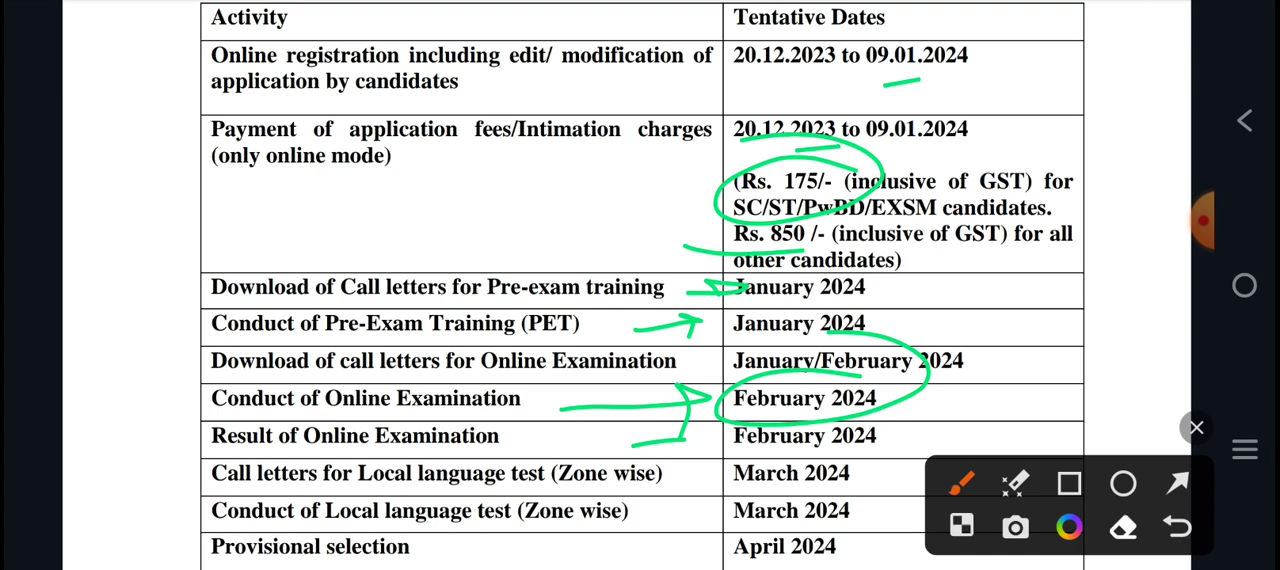 Activity Tentative Dates
Online registration including edit/ modification of 20.12.2023 to 09.01.2024
application by candidates
Payment of application fees/Intimation charges 20.12.2023 to 09.01.2024
(only online mode)
(Rs. 175/- (inclusive of GST) for
SC/ST/PwBD/EXSM candidates.
Rs. 850 /- (inclusive of GST) for all
other candidates)
Download of Call letters for Pre-exam training January 2024
Conduct of Pre-Exam Training (PET) January 2024
Download of call letters for Online Examination January/February 2024
Conduct of Online Examination February 2024
Result of Online Examination February 2024
Call letters for Local language test (Zone wise) March 2024
Conduct of Local language test (Zone wise) March 2024
Provisional selection April 2024